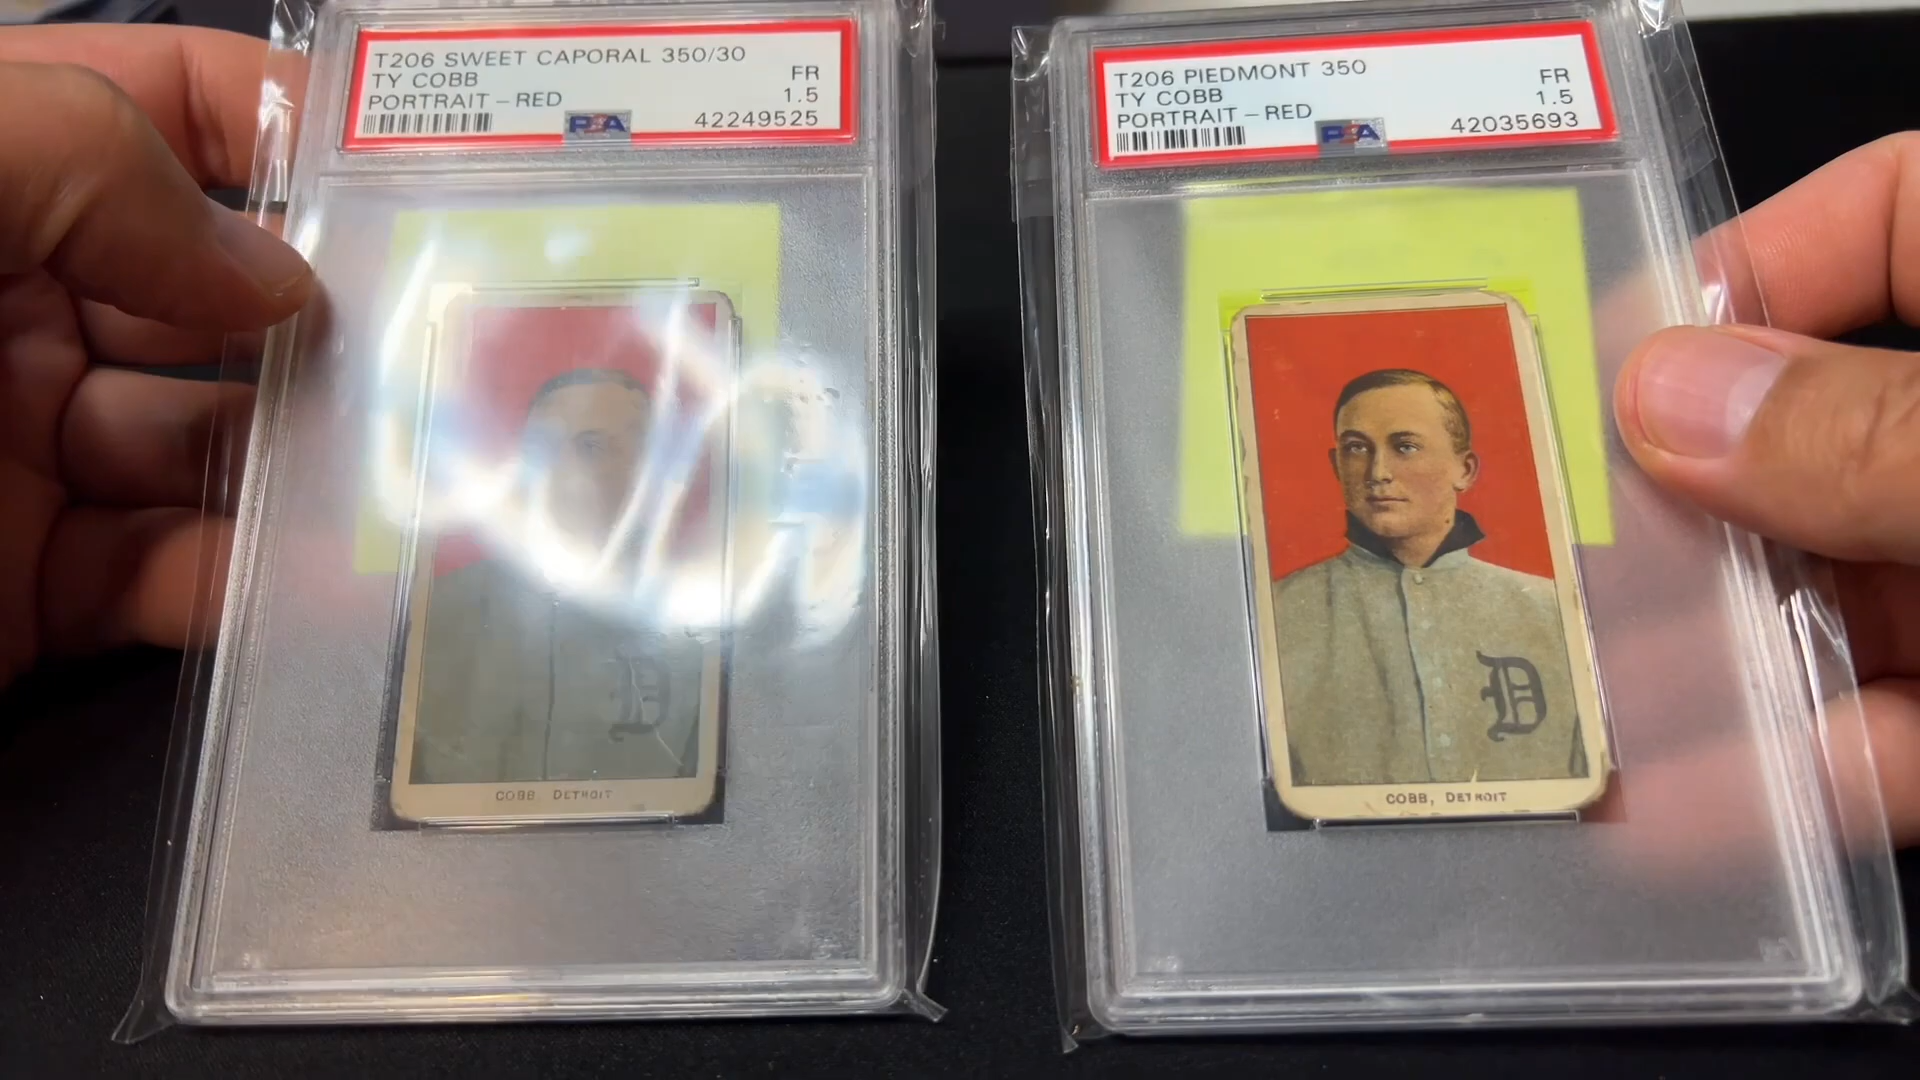 T206 SWEET CAPORAL 350/30
TY COBB FR
PORTRAIT – RED 1.5
PSA 42249525
D
COBB, DETROIT
T206 PIEDMONT 350
TY COBB FR
PORTRAIT – RED 1.5
PSA 42035693
D
COBB, DETROIT